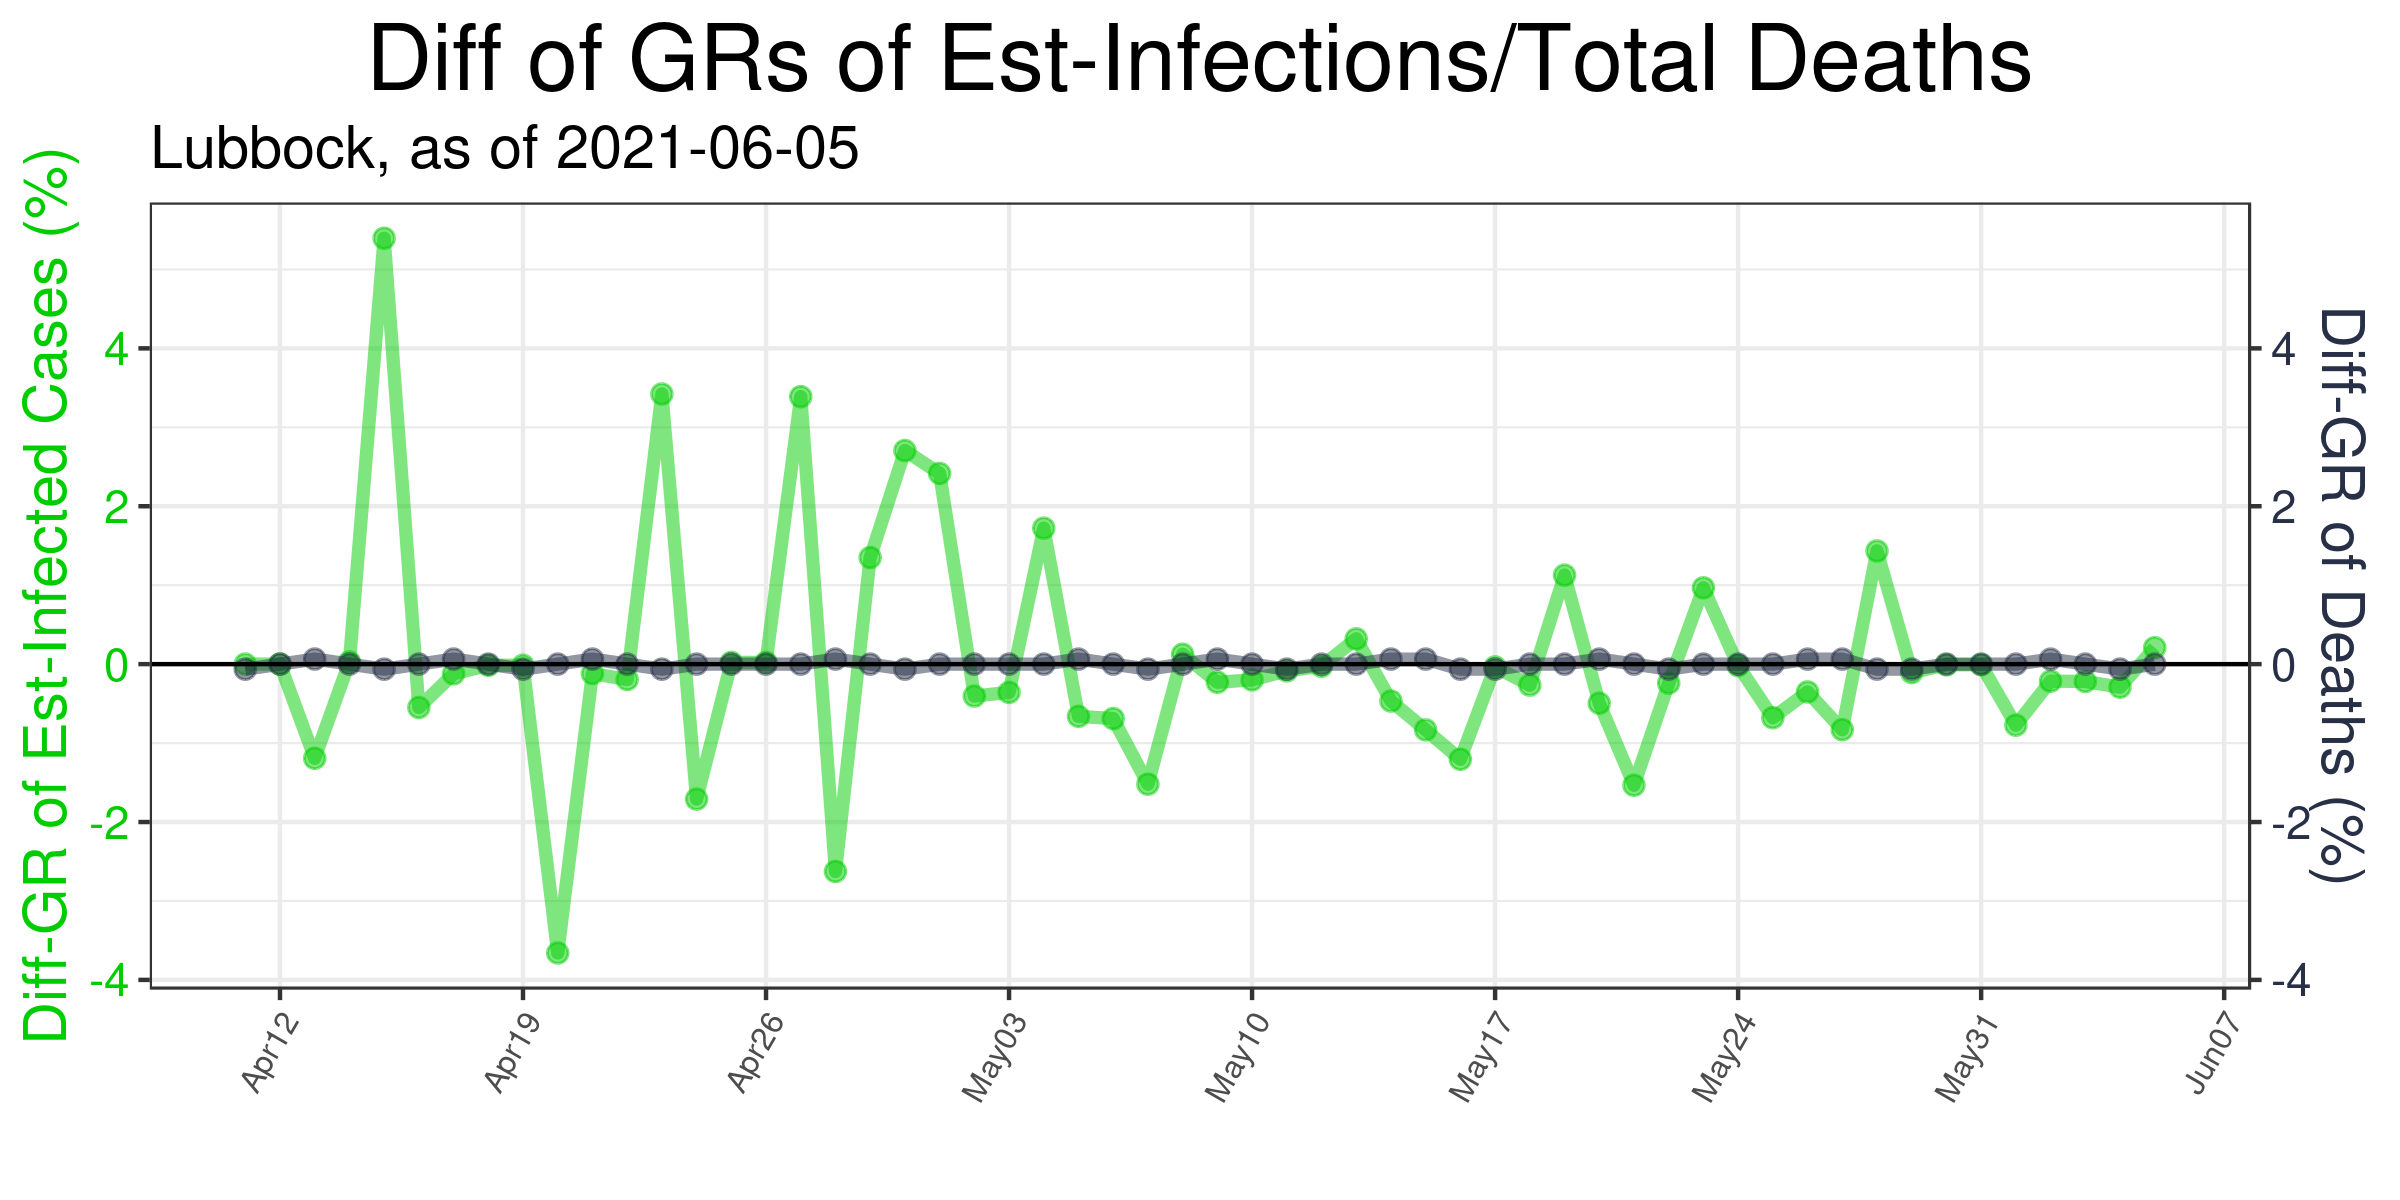 Diff of GRs of Est-Infections/Total Deaths
Lubbock, as of 2021-06-05
Diff-GR of Est-Infected Cases (%)
4
2
0
-2
-4
4
2
0
-2
-4
Diff-GR of Deaths (%)
Apr12
Apr19
Apr26
May03
May10
May17
May24
May31
Jun07